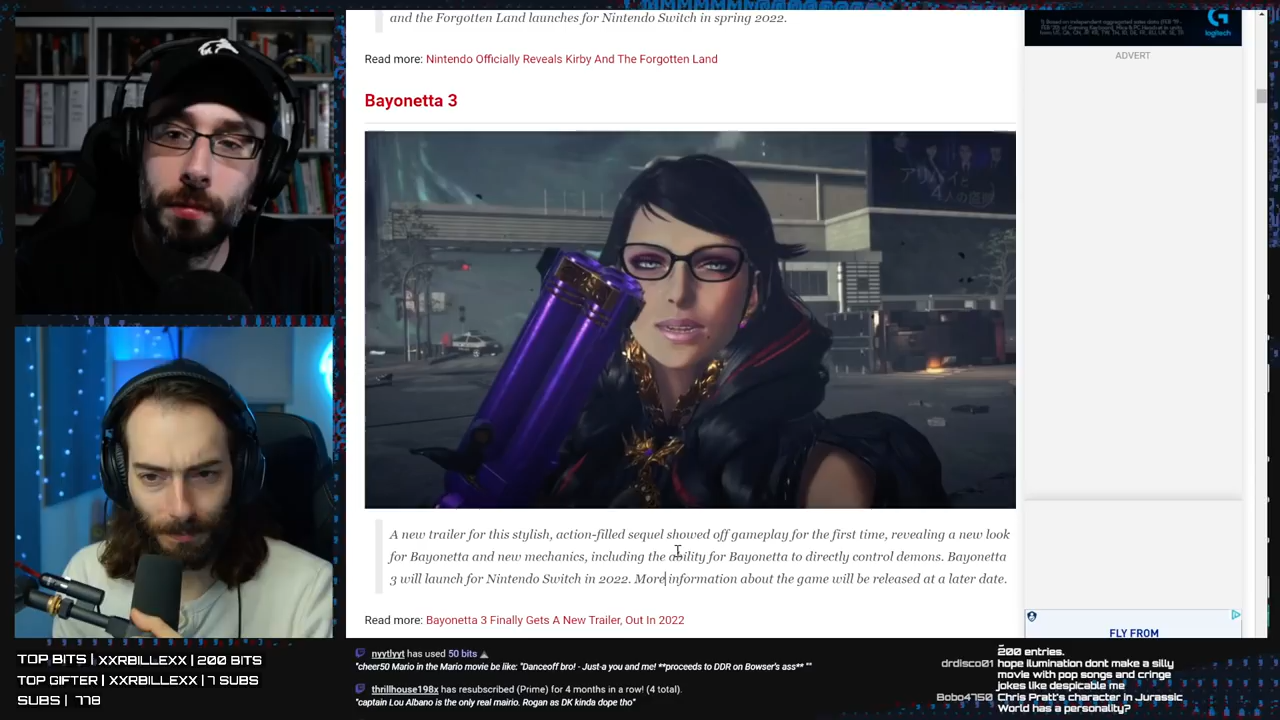 and the Forgotten Land launches for Nintendo Switch in spring 2022.
Read more: Nintendo Officially Reveals Kirby And The Forgotten Land
Bayonetta 3
A new trailer for this stylish, action-filled sequel showed off gameplay for the first time, revealing a new look
for Bayonetta and new mechanics, including the ability for Bayonetta to directly control demons. Bayonetta
3 will launch for Nintendo Switch in 2022. More information about the game will be released at a later date.
Read more: Bayonetta 3 Finally Gets A New Trailer, Out In 2022
logitech
ADVERT
FLY FROM
TOP BITS | XXRBILLEXX | 200 BITS
TOP GIFTER | XXRBILLEXX | 7 SUBS
SUBS | 778
nvvtlvvt has used 50 bits
"cheer50 Mario in the Mario movie be like: "Danceoff bro! - Just-a you and me! **proceeds to DDR on Bowser's ass** ""
thrillhouse198x has resubscribed (Prime) for 4 months in a row! (4 total).
"captain Lou Albano is the only real mairio. Rogan as DK kinda dope tho"
200 entries.
drdisco01 hope ilumination dont make a silly
movie with pop songs and cringe
jokes like despicable me
Bobo4750 Chris Pratt's character in Jurassic
World has a personality?